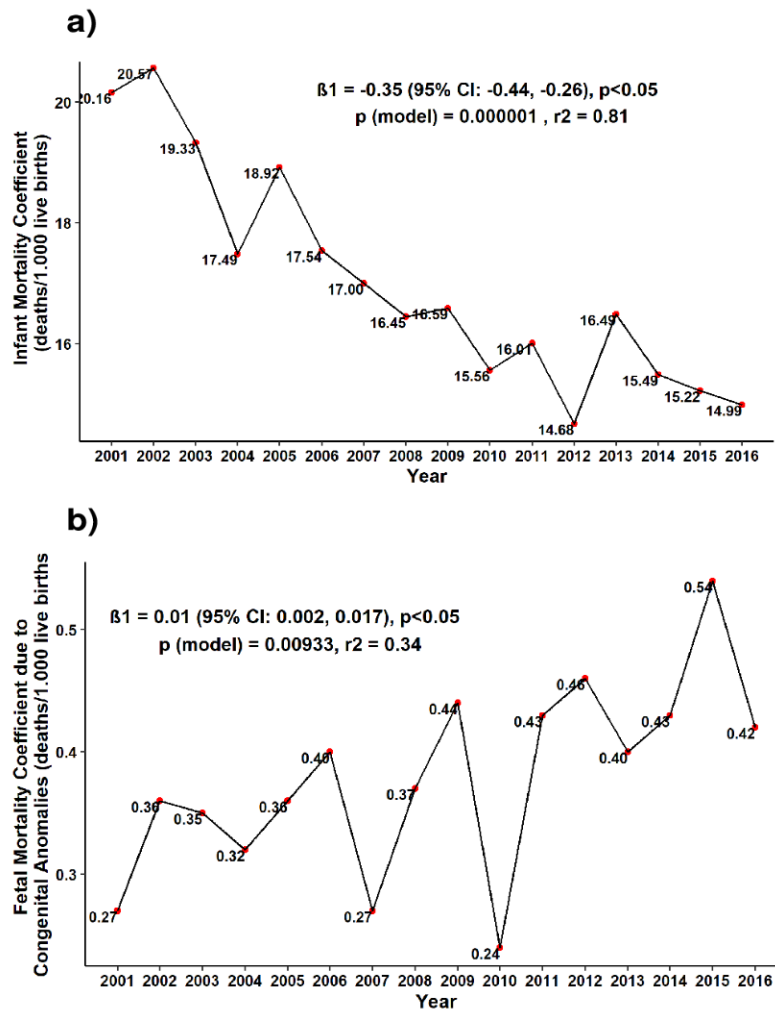 a)
Infant Mortality Coefficient
(deaths/1.000 live births)
ß1 = -0.35 (95% CI: -0.44, -0.26), p<0.05
p (model) = 0.000001 , r2 = 0.81
20
18
16
20.16
20.57
19.33
17.49
18.92
17.54
17.00
16.45
16.59
15.56
16.01
14.68
16.49
15.49
15.22
14.99
2001 2002 2003 2004 2005 2006 2007 2008 2009 2010 2011 2012 2013 2014 2015 2016
Year
b)
Fetal Mortality Coefficient due to
Congenital Anomalies (deaths/1.000 live births
ß1 = 0.01 (95% CI: 0.002, 0.017), p<0.05
p (model) = 0.00933, r2 = 0.34
0.5
0.4
0.3
0.27
0.36
0.35
0.32
0.36
0.40
0.27
0.37
0.44
0.24
0.43
0.46
0.40
0.43
0.54
0.42
2001 2002 2003 2004 2005 2006 2007 2008 2009 2010 2011 2012 2013 2014 2015 2016
Year